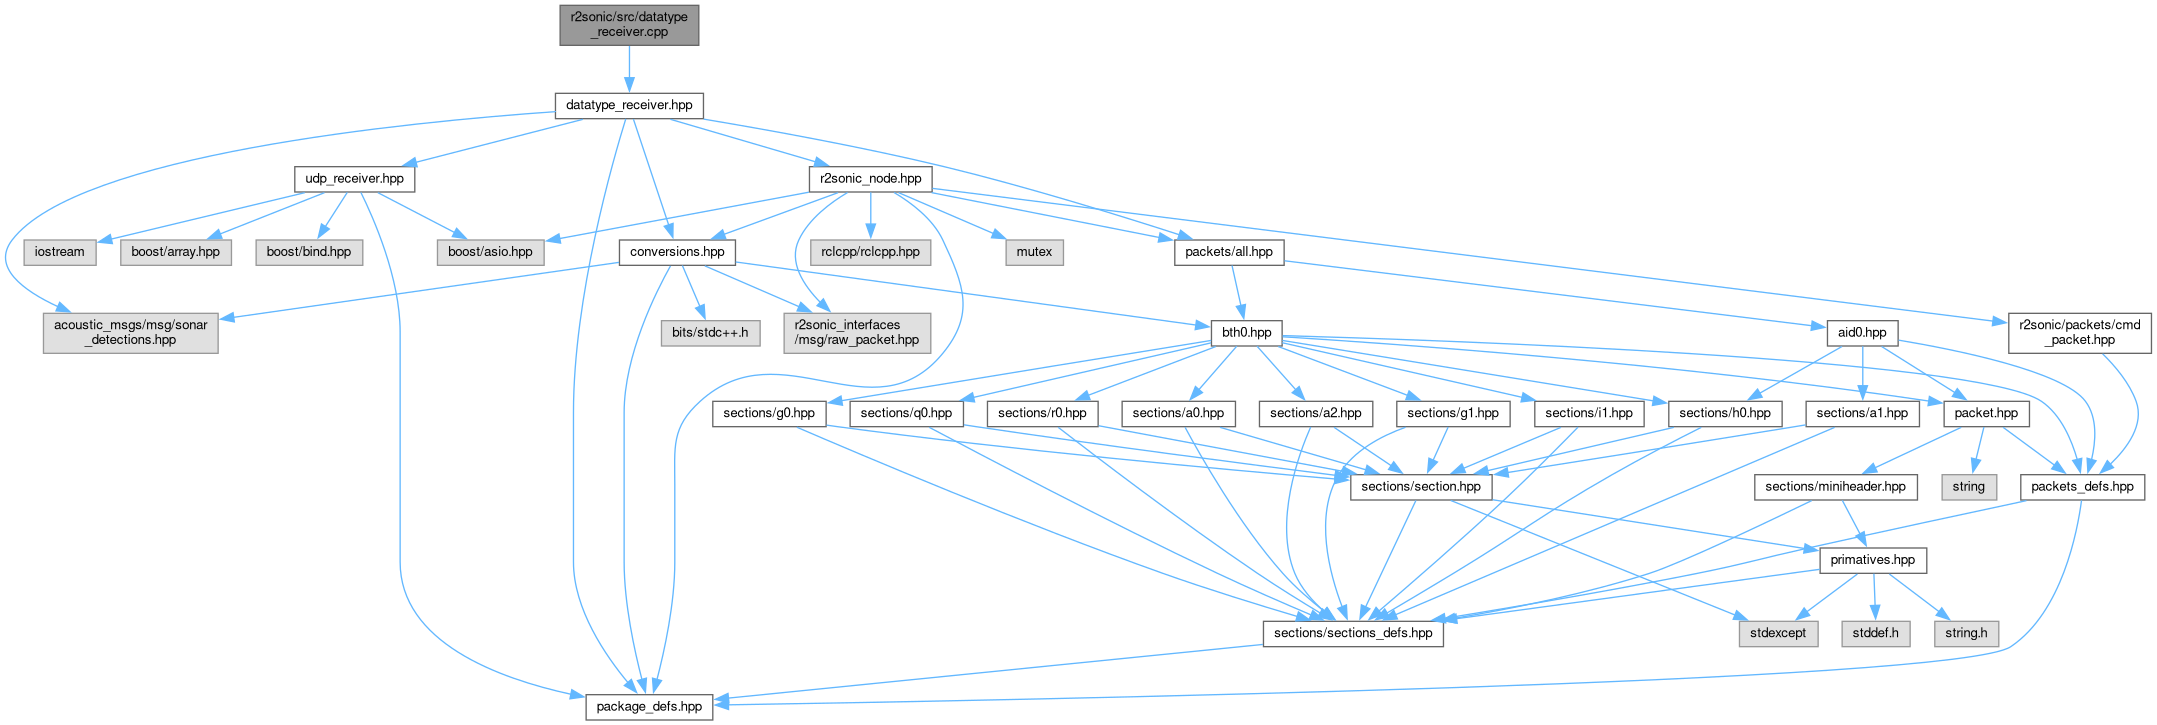 r2sonic/src/datatype
_receiver.cpp
datatype_receiver.hpp
udp_receiver.hpp
r2sonic_node.hpp
iostream
boost/array.hpp
boost/bind.hpp
boost/asio.hpp
conversions.hpp
rclcpp/rclcpp.hpp
mutex
packets/all.hpp
acoustic_msgs/msg/sonar
_detections.hpp
bits/stdc++.h
r2sonic_interfaces
/msg/raw_packet.hpp
bth0.hpp
aid0.hpp
r2sonic/packets/cmd
_packet.hpp
sections/g0.hpp
sections/q0.hpp
sections/r0.hpp
sections/a0.hpp
sections/a2.hpp
sections/g1.hpp
sections/i1.hpp
sections/h0.hpp
sections/a1.hpp
packet.hpp
sections/section.hpp
sections/miniheader.hpp
string
packets_defs.hpp
primatives.hpp
sections/sections_defs.hpp
stdexcept
stddef.h
string.h
package_defs.hpp